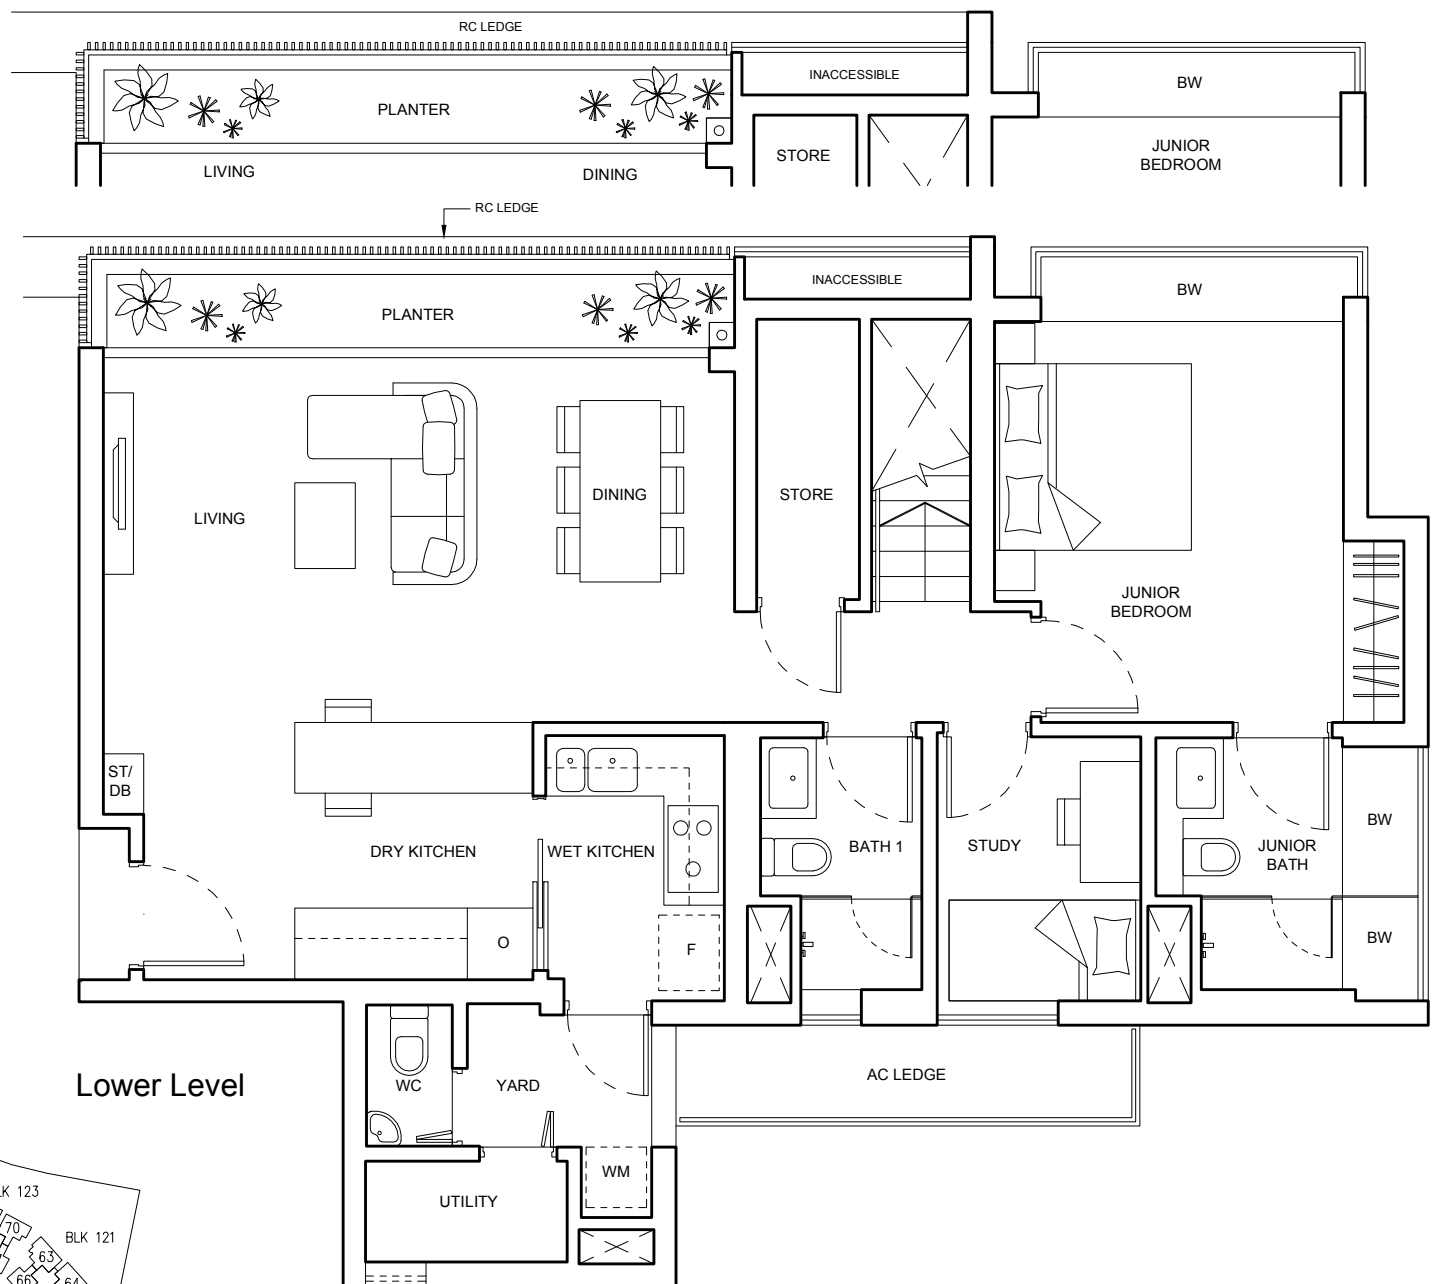 RC LEDGE
INACCESSIBLE
BW
PLANTER
STORE
JUNIOR
BEDROOM
LIVING
DINING
RC LEDGE
INACCESSIBLE
BW
PLANTER
LIVING
DINING
STORE
JUNIOR
BEDROOM
ST/
DB
DRY KITCHEN
WET KITCHEN
BATH 1
STUDY
JUNIOR
BATH
BW
O
F
BW
Lower Level
WC
YARD
AC LEDGE
WM
UTILITY
123
70
BLK 121
63
66
64